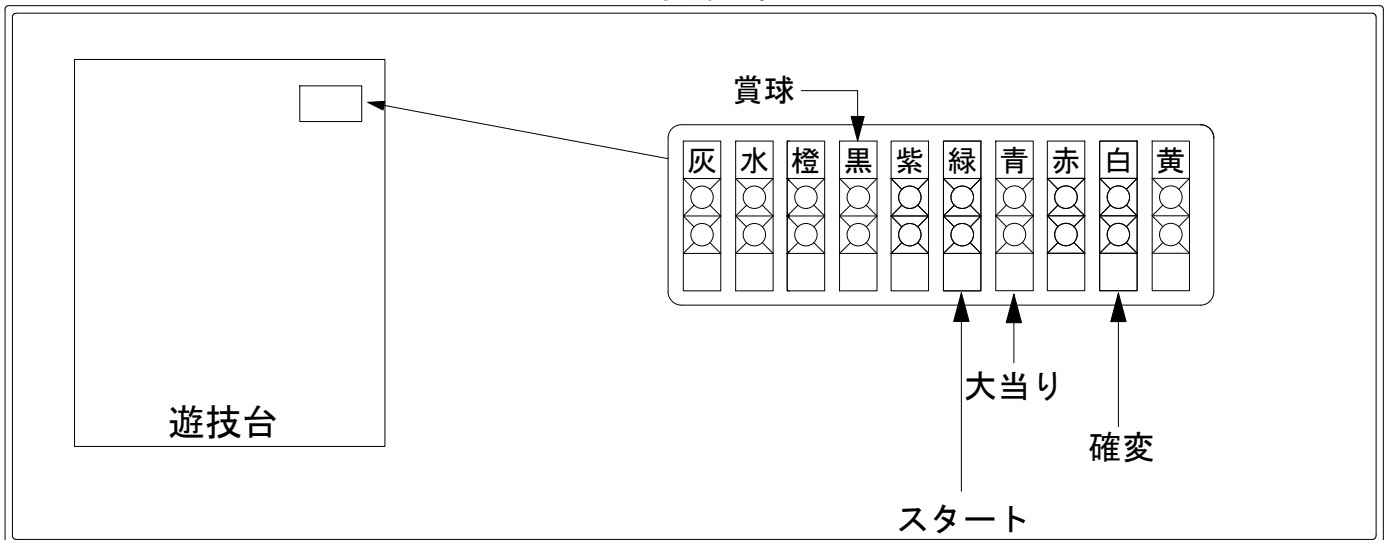 賞球
灰 水 橙 黒 紫 緑 青 赤 白 黄
大当り
遊技台
確変
スタート